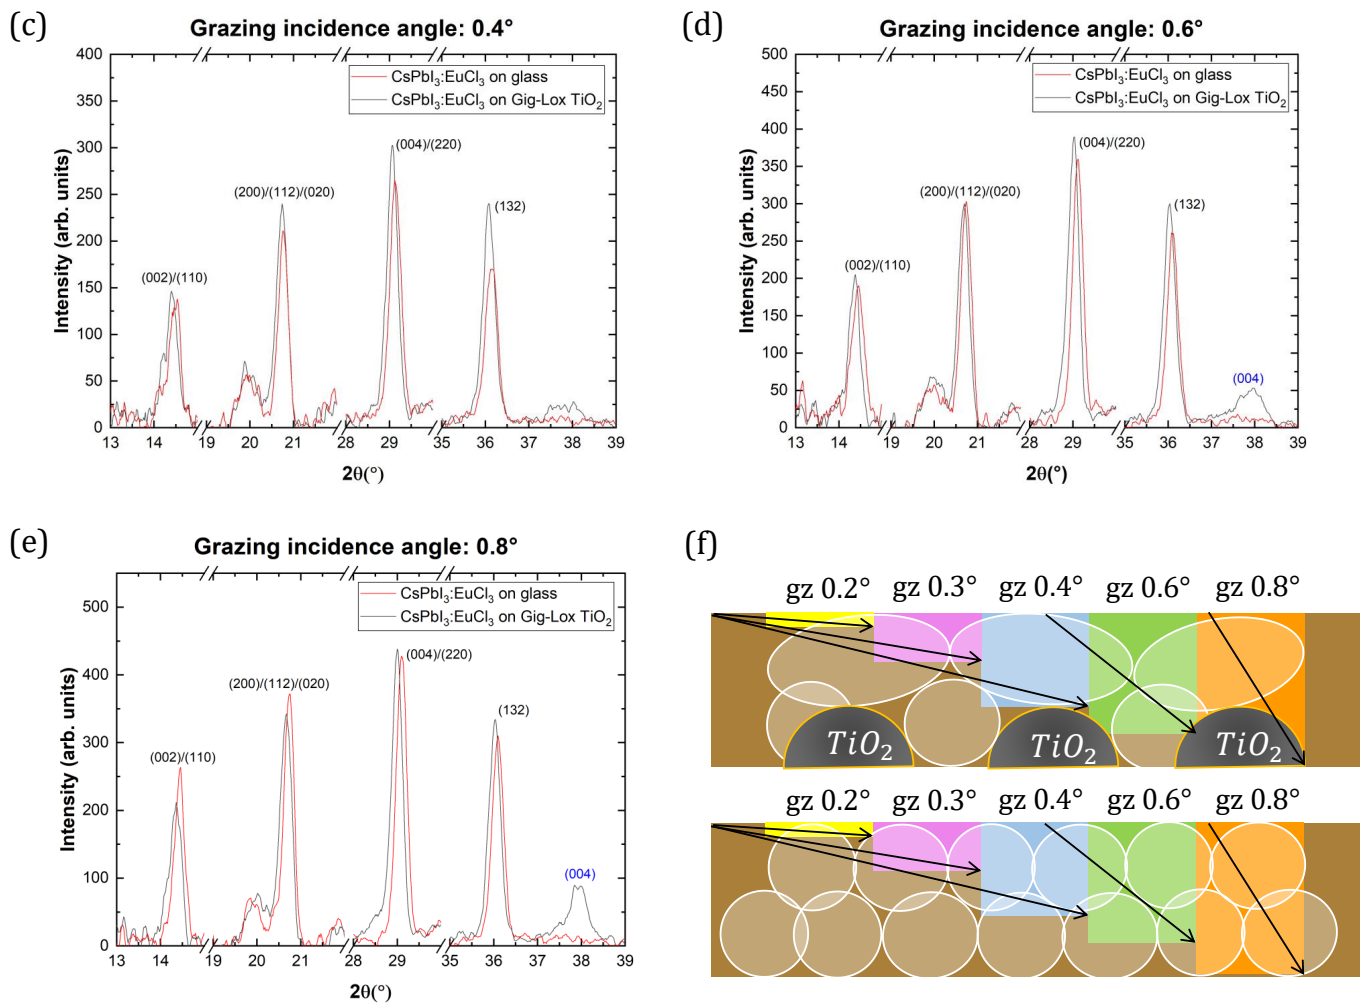 (c)
Grazing incidence angle: 0.4°
400
350
300
250
200
150
100
50
0
Intensity (arb. units)
CsPbI₃:EuCl₃ on glass
CsPbI₃:EuCl₃ on Gig-Lox TiO₂
(002)/(110)
(200)/(112)/(020)
(004)/(220)
(132)
13 14 19 20 21 28 29 35 36 37 38 39
2θ(°)
(d)
Grazing incidence angle: 0.6°
500
450
400
350
300
250
200
150
100
50
0
Intensity (arb. units)
CsPbI₃:EuCl₃ on glass
CsPbI₃:EuCl₃ on Gig-Lox TiO₂
(002)/(110)
(200)/(112)/(020)
(004)/(220)
(132)
(004)
13 14 19 20 21 28 29 35 36 37 38 39
2θ(°)
(e)
Grazing incidence angle: 0.8°
500
400
300
200
100
0
Intensity (arb. units)
CsPbI₃:EuCl₃ on glass
CsPbI₃:EuCl₃ on Gig-Lox TiO₂
(002)/(110)
(200)/(112)/(020)
(004)/(220)
(132)
(004)
13 14 19 20 21 28 29 35 36 37 38 39
2θ(°)
(f)
gz 0.2° gz 0.3° gz 0.4° gz 0.6° gz 0.8°
TiO₂ TiO₂ TiO₂
gz 0.2° gz 0.3° gz 0.4° gz 0.6° gz 0.8°